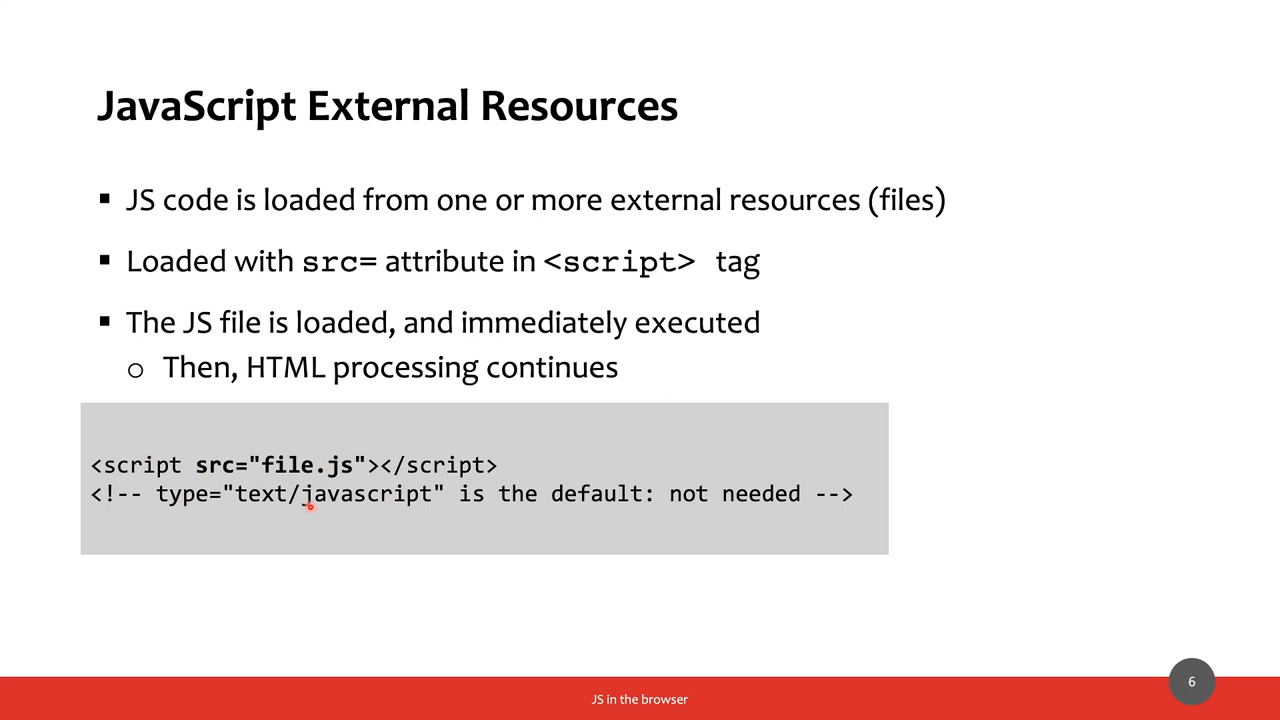 JavaScript External Resources
▪ JS code is loaded from one or more external resources (files)
▪ Loaded with src= attribute in <script> tag
▪ The JS file is loaded, and immediately executed
o Then, HTML processing continues
<script src="file.js"></script>
<!-- type="text/javascript" is the default: not needed -->
6
JS in the browser